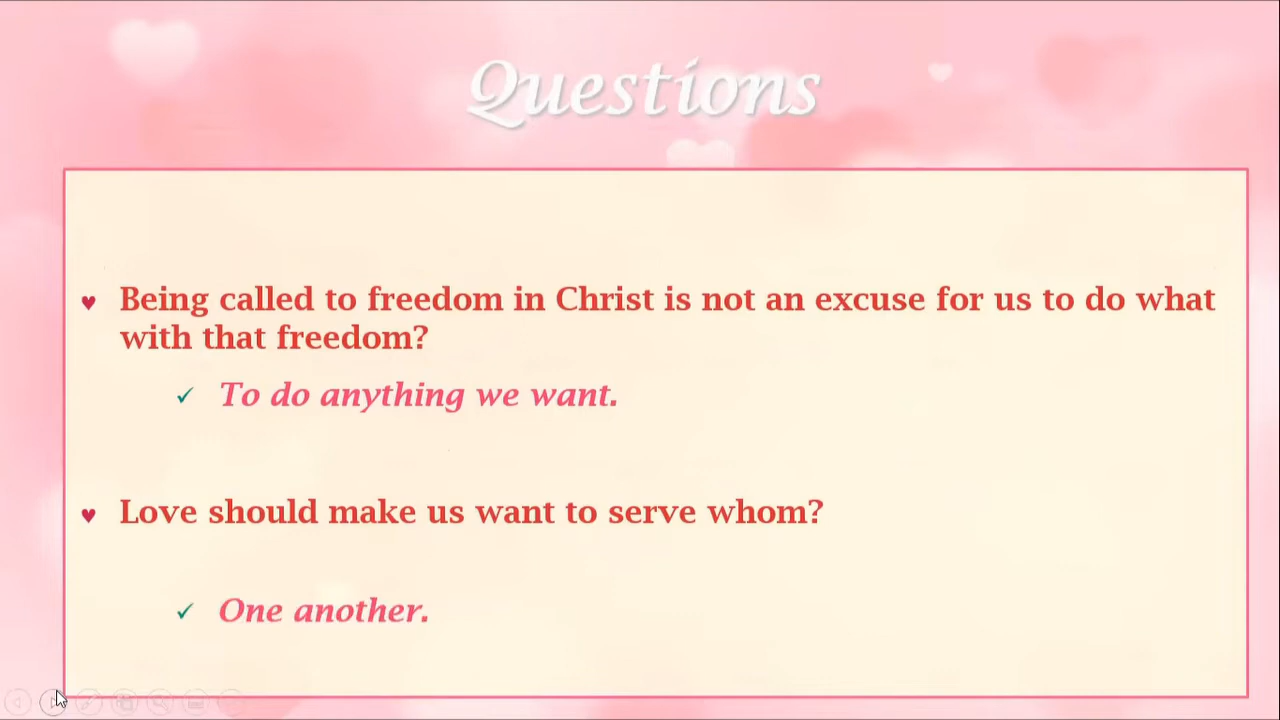 Questions
Being called to freedom in Christ is not an excuse for us to do what
with that freedom?
To do anything we want.
Love should make us want to serve whom?
One another.